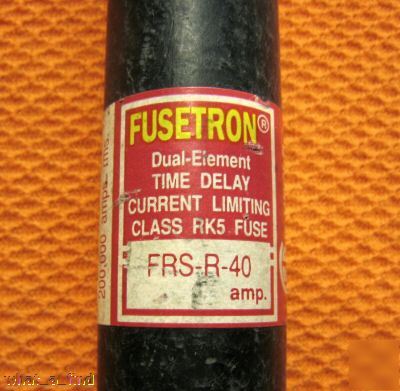 FUSETRON®
Dual-Element
TIME DELAY
CURRENT LIMITING
CLASS RK5 FUSE
FRS-R-40
amp.
200,000 amps rms.
what_a_find